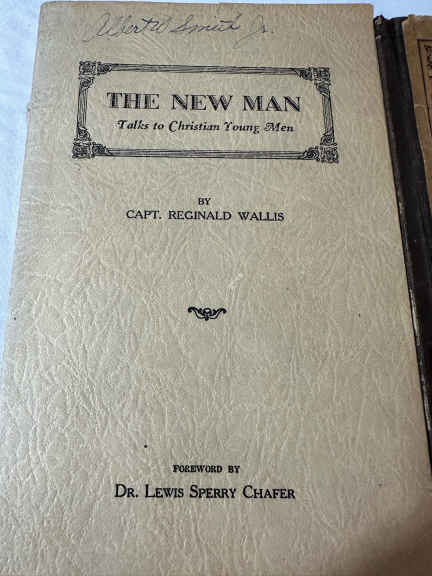 Albert W Smith Jr.
THE NEW MAN
Talks to Christian Young Men
BY
CAPT. REGINALD WALLIS
FOREWORD BY
DR. LEWIS SPERRY CHAFER